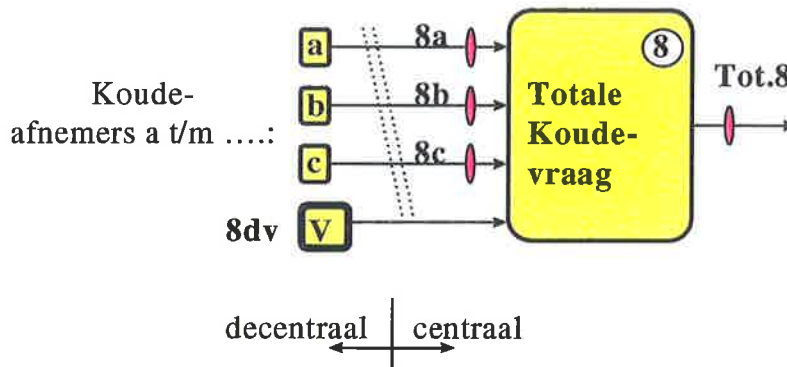 a
8a
8
Tot.8
Koude-
afnemers a t/m ….:
b
8b
Totale
Koude-
vraag
c
8c
8dv
V
decentraal
centraal